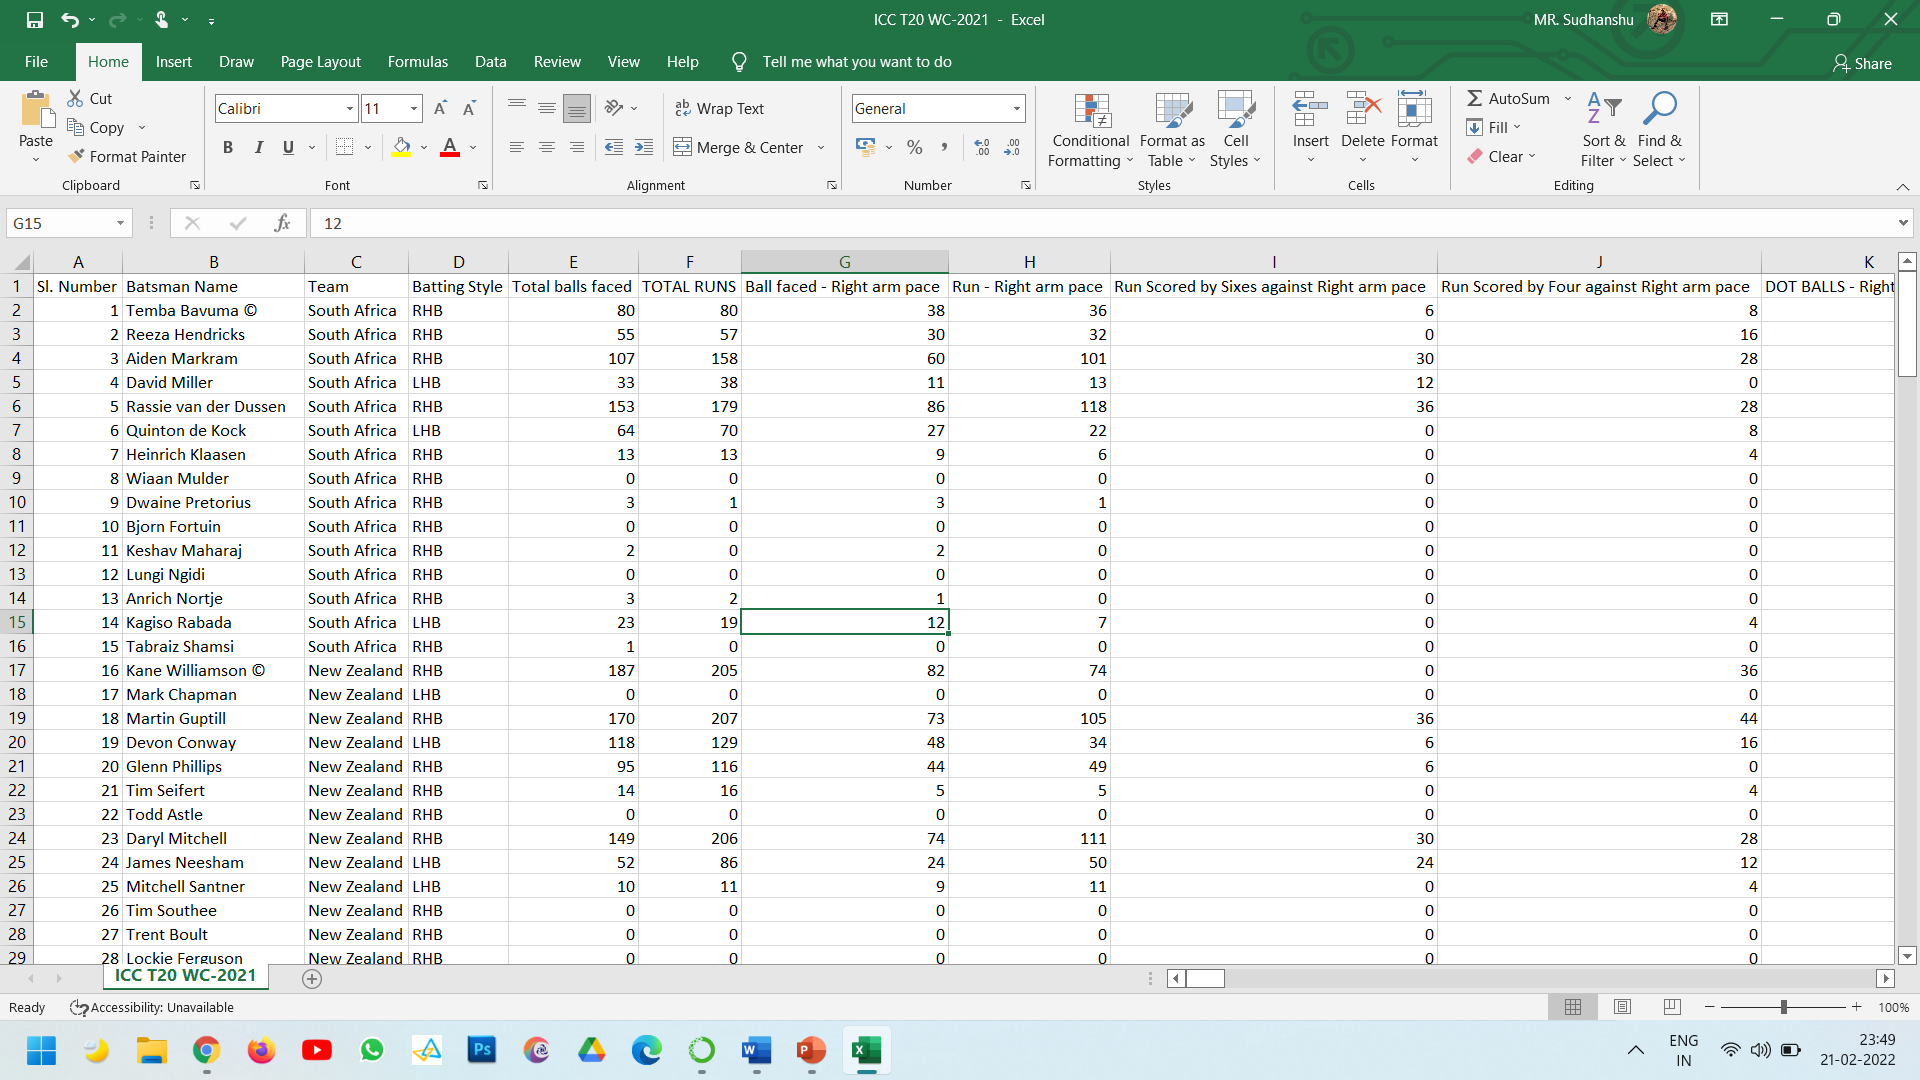 ICC T20 WC-2021 - Excel
MR. Sudhanshu
File Home Insert Draw Page Layout Formulas Data Review View Help Tell me what you want to do Share
Paste
Cut
Copy
Format Painter
Clipboard
Calibri 11
B I U
Font
Wrap Text
Merge & Center
Alignment
General
Number
Conditional Formatting
Format as Table
Cell Styles
Styles
Insert Delete Format
Cells
AutoSum
Fill
Clear
Sort & Filter
Find & Select
Editing
G15 fx 12
A B C D E F G H I J K
1 Sl. Number Batsman Name Team Batting Style Total balls faced TOTAL RUNS Ball faced - Right arm pace Run - Right arm pace Run Scored by Sixes against Right arm pace Run Scored by Four against Right arm pace DOT BALLS - Right
2 1 Temba Bavuma © South Africa RHB 80 80 38 36 6 8
3 2 Reeza Hendricks South Africa RHB 55 57 30 32 0 16
4 3 Aiden Markram South Africa RHB 107 158 60 101 30 28
5 4 David Miller South Africa LHB 33 38 11 13 12 0
6 5 Rassie van der Dussen South Africa RHB 153 179 86 118 36 28
7 6 Quinton de Kock South Africa LHB 64 70 27 22 0 8
8 7 Heinrich Klaasen South Africa RHB 13 13 9 6 0 4
9 8 Wiaan Mulder South Africa RHB 0 0 0 0 0 0
10 9 Dwaine Pretorius South Africa RHB 3 1 3 1 0 0
11 10 Bjorn Fortuin South Africa RHB 0 0 0 0 0 0
12 11 Keshav Maharaj South Africa RHB 2 0 2 0 0 0
13 12 Lungi Ngidi South Africa RHB 0 0 0 0 0 0
14 13 Anrich Nortje South Africa RHB 3 2 1 0 0 0
15 14 Kagiso Rabada South Africa LHB 23 19 12 7 0 4
16 15 Tabraiz Shamsi South Africa RHB 1 0 0 0 0 0
17 16 Kane Williamson © New Zealand RHB 187 205 82 74 0 36
18 17 Mark Chapman New Zealand LHB 0 0 0 0 0 0
19 18 Martin Guptill New Zealand RHB 170 207 73 105 36 44
20 19 Devon Conway New Zealand LHB 118 129 48 34 6 16
21 20 Glenn Phillips New Zealand RHB 95 116 44 49 6 0
22 21 Tim Seifert New Zealand RHB 14 16 5 5 0 4
23 22 Todd Astle New Zealand RHB 0 0 0 0 0 0
24 23 Daryl Mitchell New Zealand RHB 149 206 74 111 30 28
25 24 James Neesham New Zealand LHB 52 86 24 50 24 12
26 25 Mitchell Santner New Zealand LHB 10 11 9 11 0 4
27 26 Tim Southee New Zealand RHB 0 0 0 0 0 0
28 27 Trent Boult New Zealand RHB 0 0 0 0 0 0
29 28 Lockie Ferguson New Zealand RHB 0 0 0 0 0 0
ICC T20 WC-2021
Ready Accessibility: Unavailable 100%
ENG IN
23:49
21-02-2022